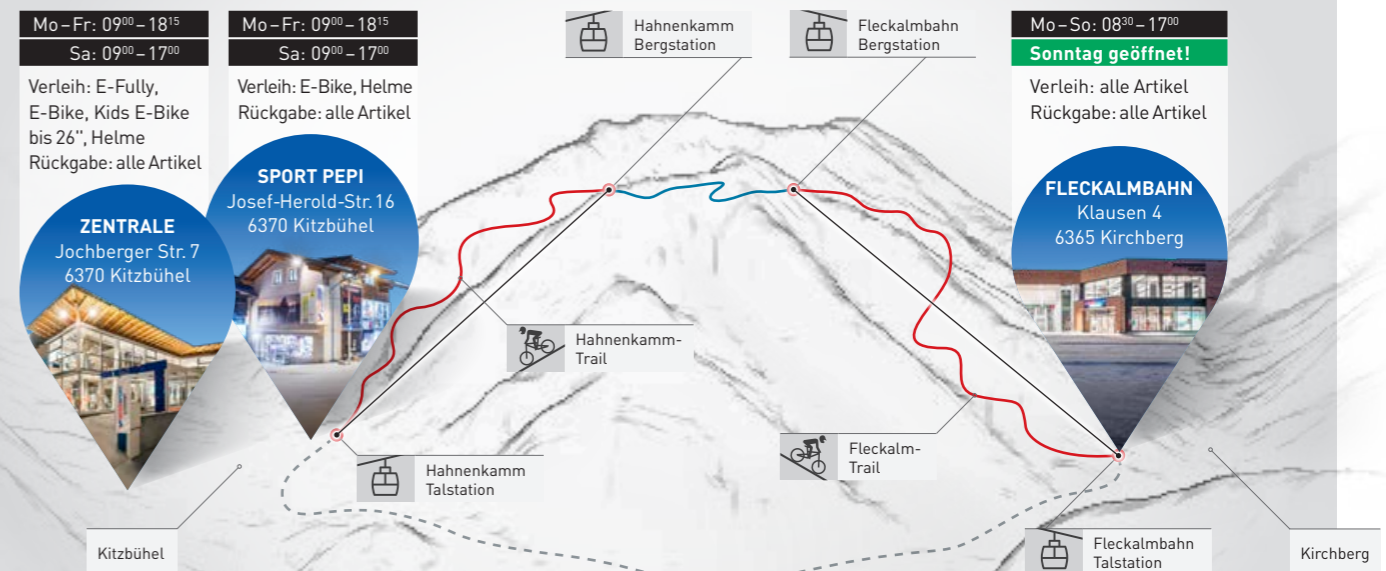 Mo – Fr: 09⁰⁰ – 18¹⁵
Sa: 09⁰⁰ – 17⁰⁰
Verleih: E-Fully,
E-Bike, Kids E-Bike
bis 26", Helme
Rückgabe: alle Artikel
ZENTRALE
Jochberger Str. 7
6370 Kitzbühel
Mo – Fr: 09⁰⁰ – 18¹⁵
Sa: 09⁰⁰ – 17⁰⁰
Verleih: E-Bike, Helme
Rückgabe: alle Artikel
SPORT PEPI
Josef-Herold-Str. 16
6370 Kitzbühel
Hahnenkamm
Bergstation
Fleckalmbahn
Bergstation
Mo – So: 08³⁰ – 17⁰⁰
Sonntag geöffnet!
Verleih: alle Artikel
Rückgabe: alle Artikel
FLECKALMBAHN
Klausen 4
6365 Kirchberg
Hahnenkamm-
Trail
Fleckalm-
Trail
Hahnenkamm
Talstation
Kitzbühel
Fleckalmbahn
Talstation
Kirchberg